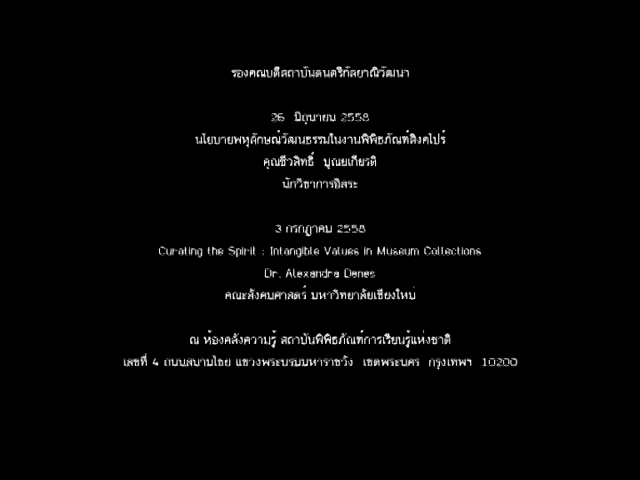 รองคณบดีสถาบันดนตรีกัลยาณิวัฒนา
26 มิถุนายน 2558
นโยบายพหุลักษณ์วัฒนธรรมในงานพิพิธภัณฑ์สิงคโปร์
คุณชีวสิทธิ์ บุณยเกียรติ
นักวิชาการอิสระ
3 กรกฎาคม 2558
Curating the Spirit : Intangible Values in Museum Collections
Dr. Alexandra Denes
คณะสังคมศาสตร์ มหาวิทยาลัยเชียงใหม่
ณ ห้องคลังความรู้ สถาบันพิพิธภัณฑ์การเรียนรู้แห่งชาติ
เลขที่ 4 ถนนสนามไชย แขวงพระบรมมหาราชวัง เขตพระนคร กรุงเทพฯ 10200